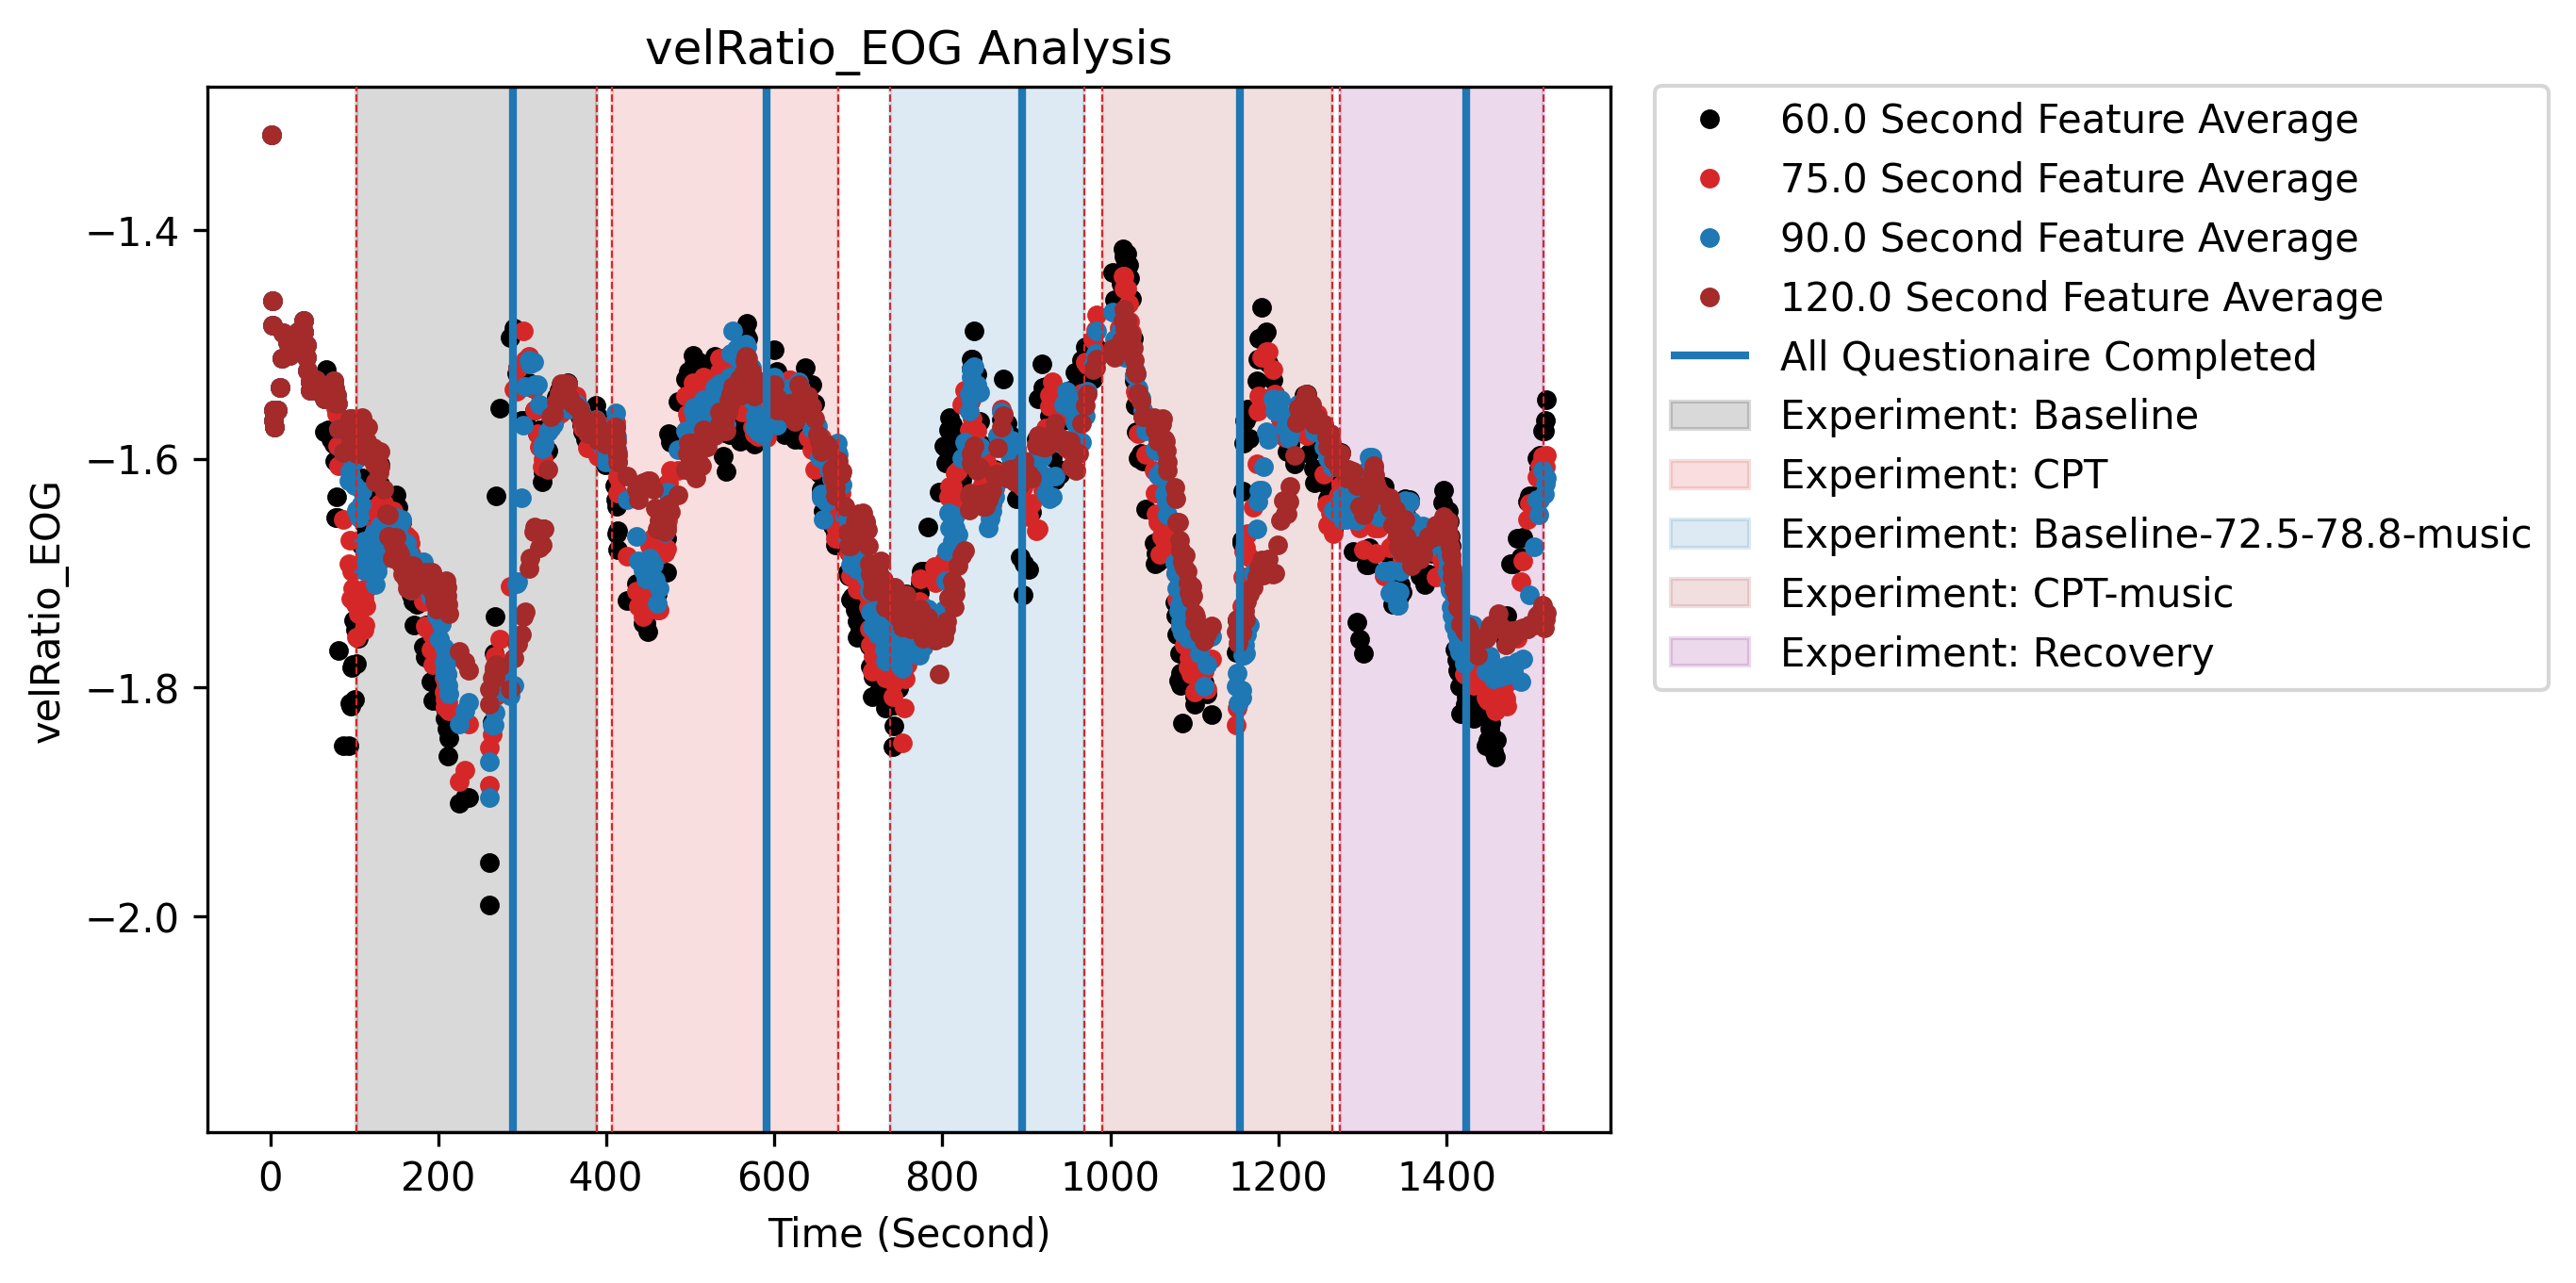 velRatio_EOG Analysis
velRatio_EOG
−1.4
−1.6
−1.8
−2.0
0 200 400 600 800 1000 1200 1400
Time (Second)
60.0 Second Feature Average
75.0 Second Feature Average
90.0 Second Feature Average
120.0 Second Feature Average
All Questionaire Completed
Experiment: Baseline
Experiment: CPT
Experiment: Baseline-72.5-78.8-music
Experiment: CPT-music
Experiment: Recovery